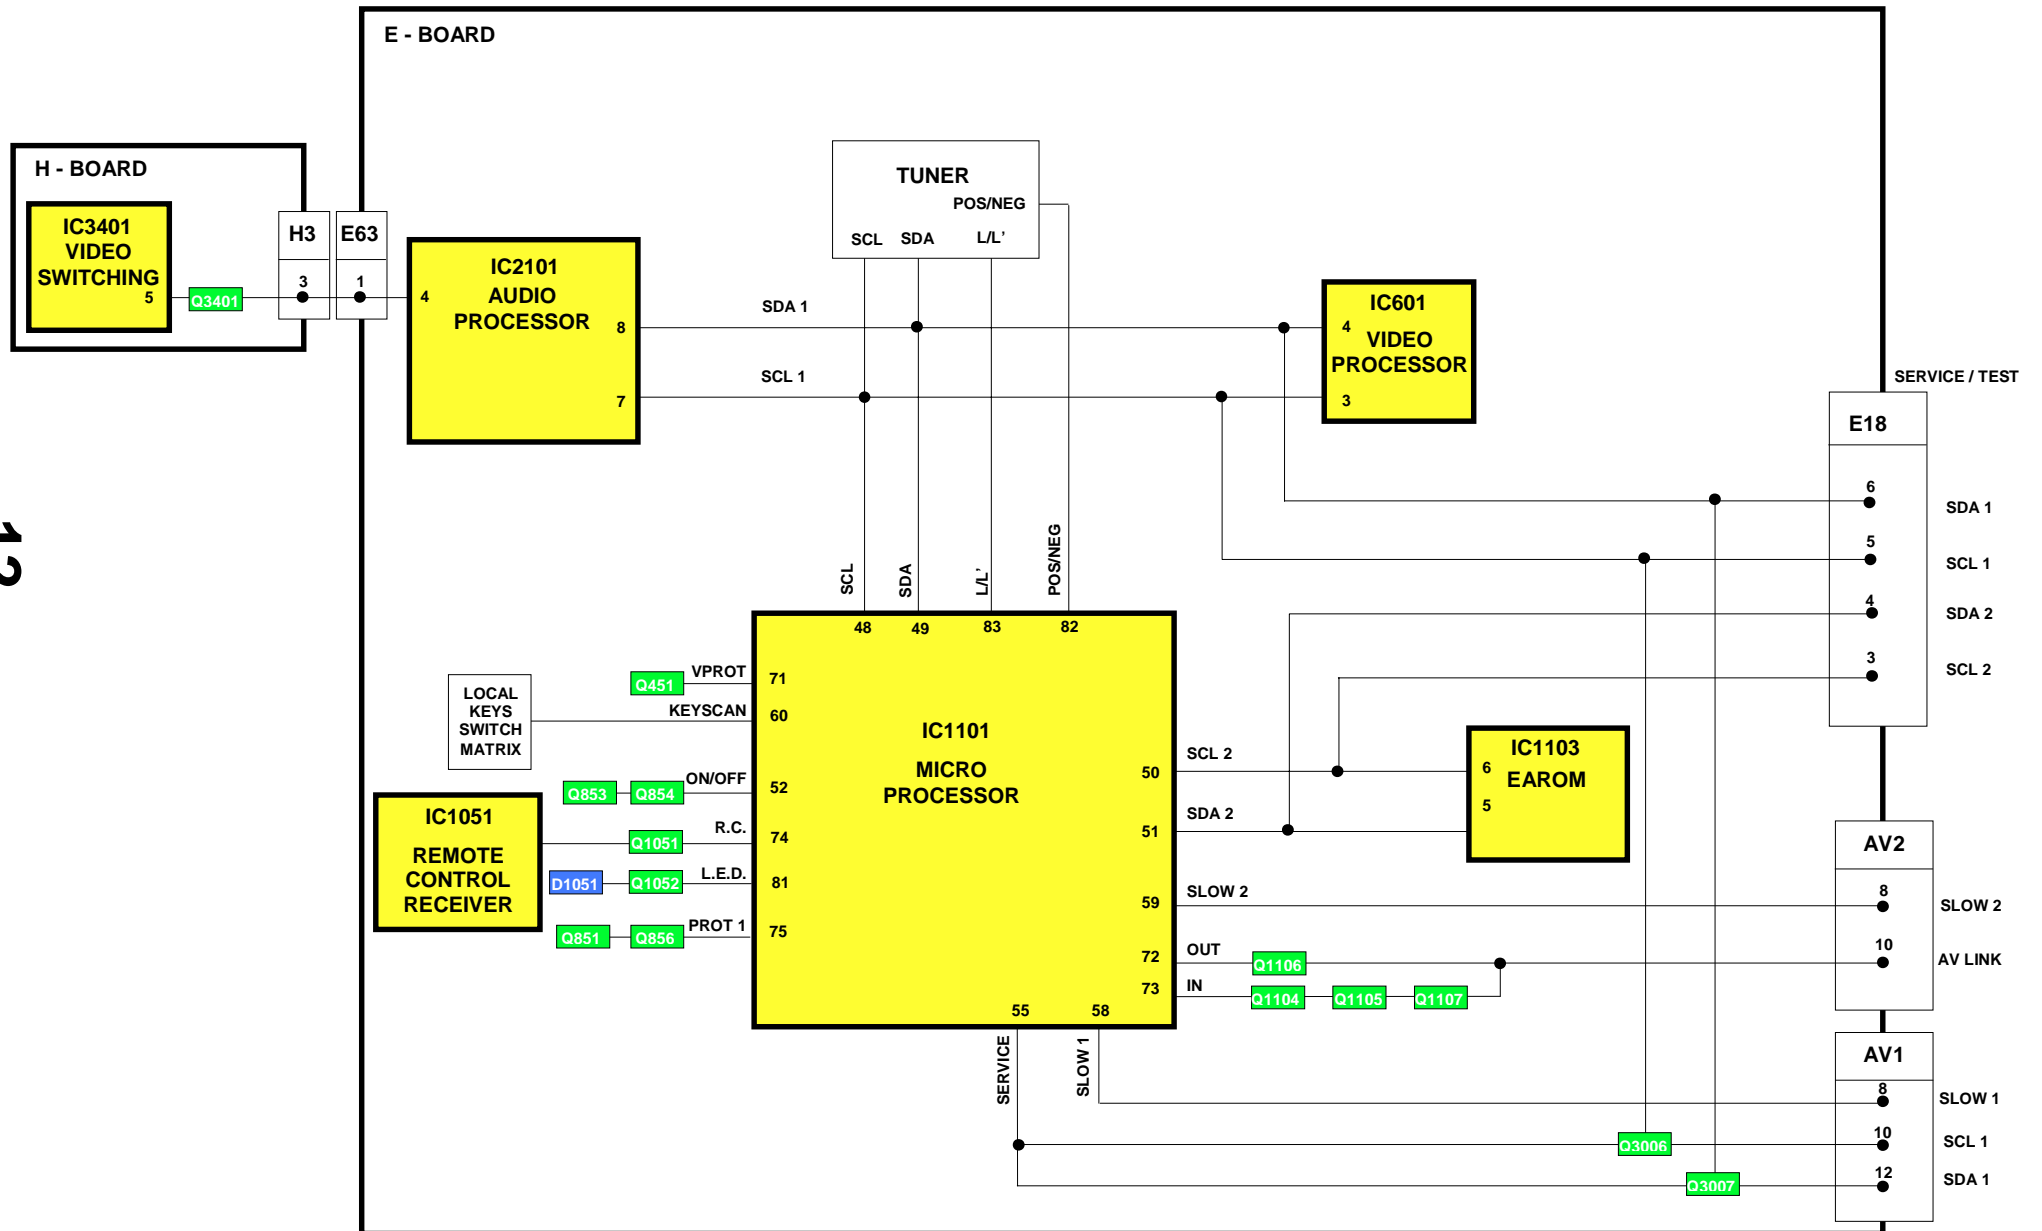 E - BOARD
H - BOARD
IC3401
VIDEO
SWITCHING
5
Q3401
H3
3
E63
1
4
IC2101
AUDIO
PROCESSOR
8
7
TUNER
POS/NEG
SCL
SDA
L/L’
SDA 1
SCL 1
IC601
4
VIDEO
PROCESSOR
3
SERVICE / TEST
E18
6
SDA 1
5
SCL 1
4
SDA 2
3
SCL 2
12
SCL
SDA
L/L’
POS/NEG
48
49
83
82
LOCAL
KEYS
SWITCH
MATRIX
Q451
VPROT
71
KEYSCAN
60
Q853
Q854
ON/OFF
52
IC1051
REMOTE
CONTROL
RECEIVER
Q1051
R.C.
74
D1051
Q1052
L.E.D.
81
Q851
Q856
PROT 1
75
IC1101
MICRO
PROCESSOR
50
SCL 2
51
SDA 2
IC1103
6
EAROM
5
59
SLOW 2
72
OUT
Q1106
73
IN
Q1104
Q1105
Q1107
55
58
SERVICE
SLOW 1
AV2
8
SLOW 2
10
AV LINK
AV1
8
SLOW 1
10
SCL 1
12
SDA 1
Q3006
Q3007